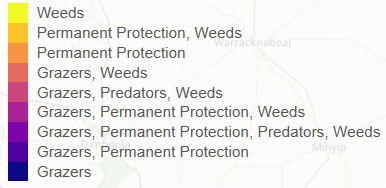 Weeds
Permanent Protection, Weeds
Warracknabeal
Permanent Protection
Grazers, Weeds
Grazers, Predators, Weeds
Grazers, Permanent Protection, Weeds
Grazers, Permanent Protection, Predators, Weeds
Dimboola
Minyip
Grazers, Permanent Protection
Grazers